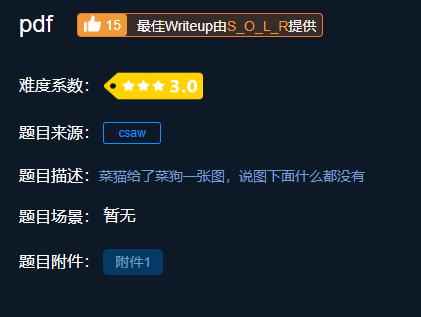 pdf 15 最佳Writeup由S_O_L_R提供
难度系数： 3.0
题目来源： csaw
题目描述：菜猫给了菜狗一张图，说图下面什么都没有
题目场景： 暂无
题目附件： 附件1